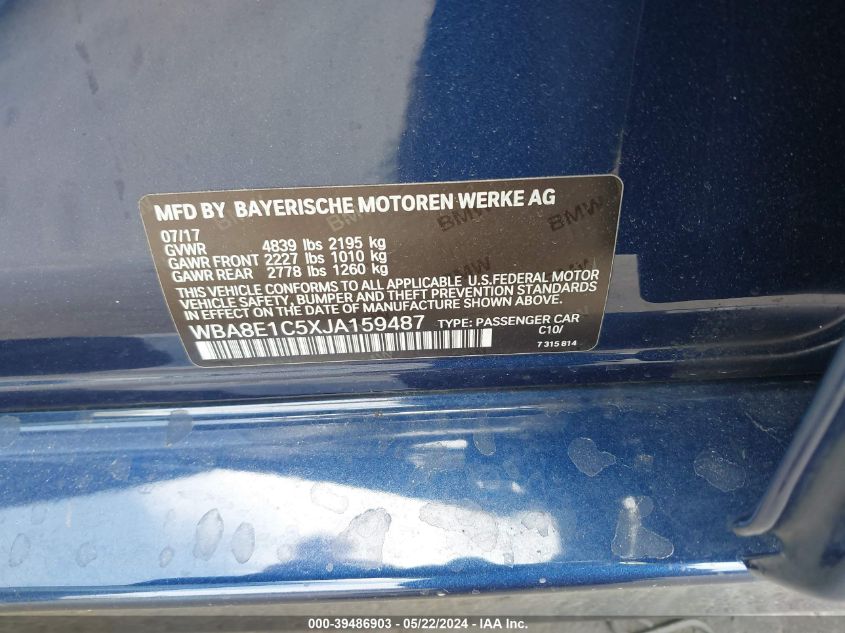 MFD BY BAYERISCHE MOTOREN WERKE AG
07/17
GVWR 4839 lbs 2195 kg
GAWR FRONT 2227 lbs 1010 kg
GAWR REAR 2778 lbs 1260 kg
THIS VEHICLE CONFORMS TO ALL APPLICABLE U.S.FEDERAL MOTOR
VEHICLE SAFETY, BUMPER AND THEFT PREVENTION STANDARDS
IN EFFECT ON THE DATE OF MANUFACTURE SHOWN ABOVE.
WBA8E1C5XJA159487 TYPE: PASSENGER CAR
C10/
7 315 814
BMW
BMW
000-39486903 - 05/22/2024 - IAA Inc.